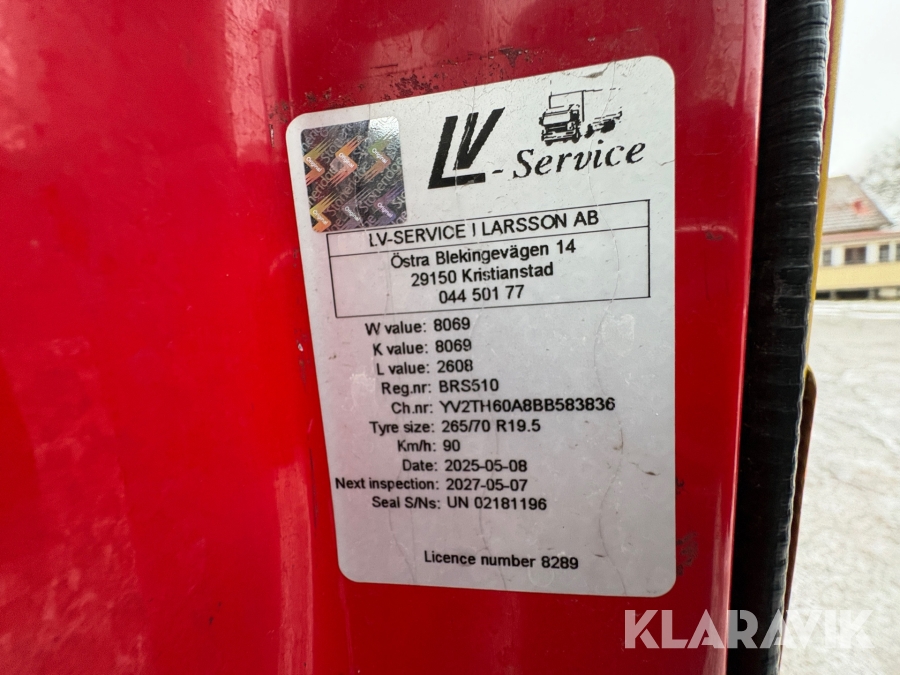 LV - Service
LV-SERVICE I LARSSON AB
Östra Blekingevägen 14
29150 Kristianstad
044 501 77
W value: 8069
K value: 8069
L value: 2608
Reg.nr: BRS510
Ch.nr: YV2TH60A8BB583836
Tyre size: 265/70 R19.5
Km/h: 90
Date: 2025-05-08
Next inspection: 2027-05-07
Seal S/Ns: UN 02181196
Licence number 8289
KLARAVIK